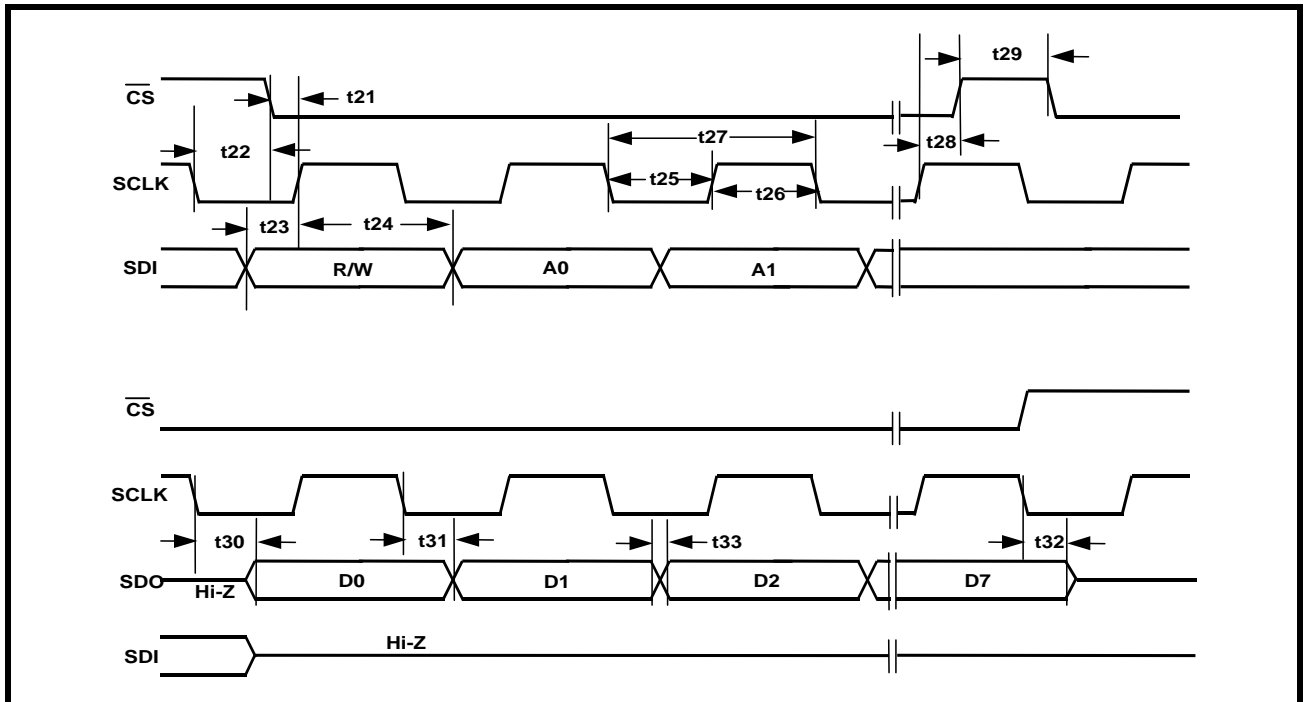 t29
CS
t21
t27
t28
t22
t25
SCLK
t26
t23
t24
SDI
R/W
A0
A1
CS
SCLK
t30
t31
t33
t32
SDO
Hi-Z
D0
D1
D2
D7
Hi-Z
SDI